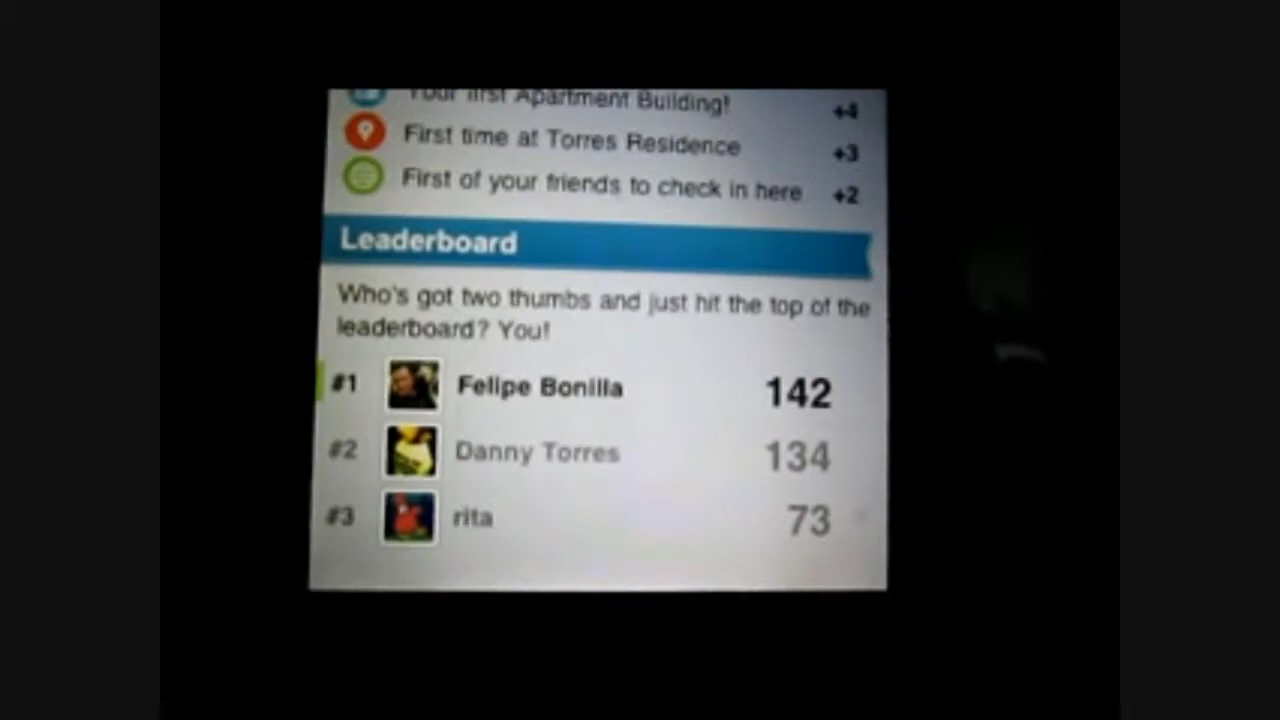 Your first Apartment Building! +4
First time at Torres Residence +3
First of your friends to check in here +2
Leaderboard
Who's got two thumbs and just hit the top of the
leaderboard? You!
#1 Felipe Bonilla 142
#2 Danny Torres 134
#3 rita 73